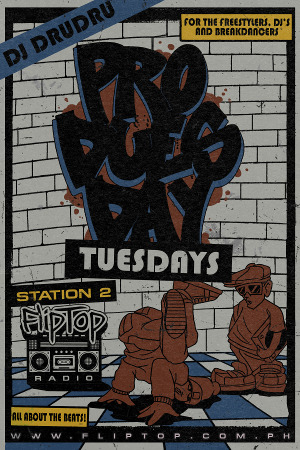 DJ DRUDRU
FOR THE FREESTYLERS, DJ'S
AND BREAKDANCERS
PRO
DUES
DAY
TUESDAYS
STATION 2
FLIPTOP
RADIO
ALL ABOUT THE BEATS!
WWW.FLIPTOP.COM.PH